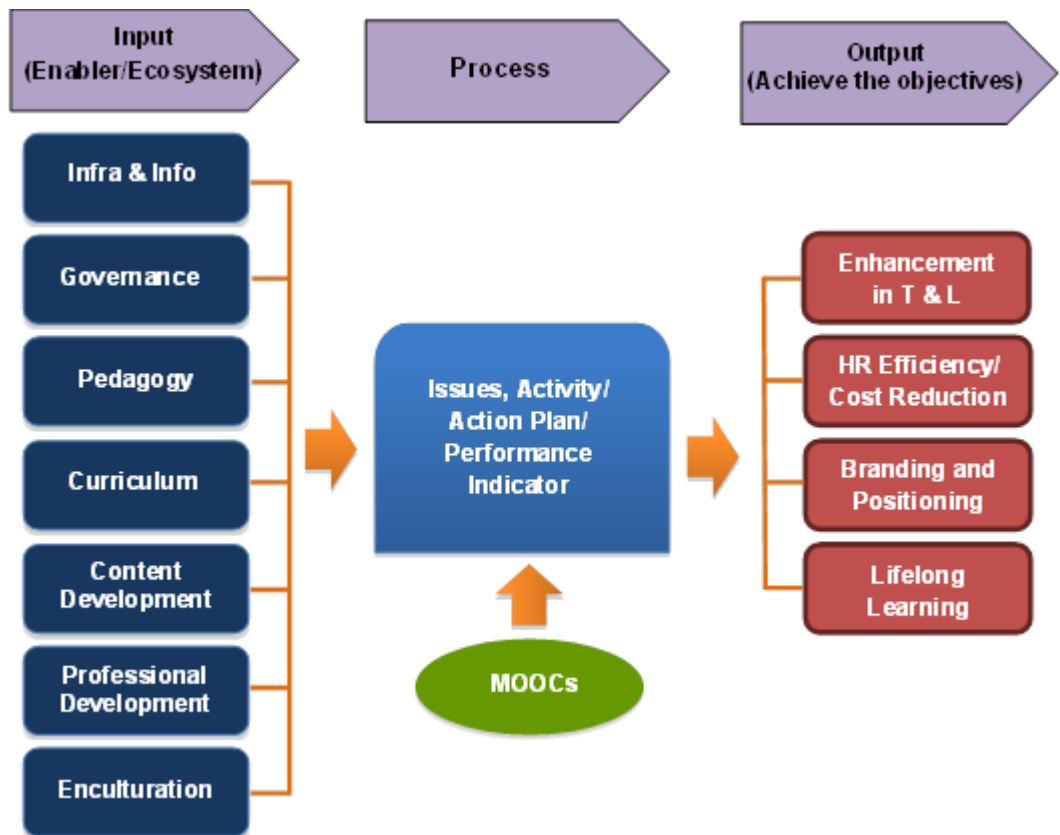 Input
(Enabler/Ecosystem)
Process
Output
(Achieve the objectives)
Infra & Info
Governance
Pedagogy
Curriculum
Content
Development
Professional
Development
Enculturation
Issues, Activity/
Action Plan/
Performance
Indicator
MOOCs
Enhancement
in T & L
HR Efficiency/
Cost Reduction
Branding and
Positioning
Lifelong
Learning